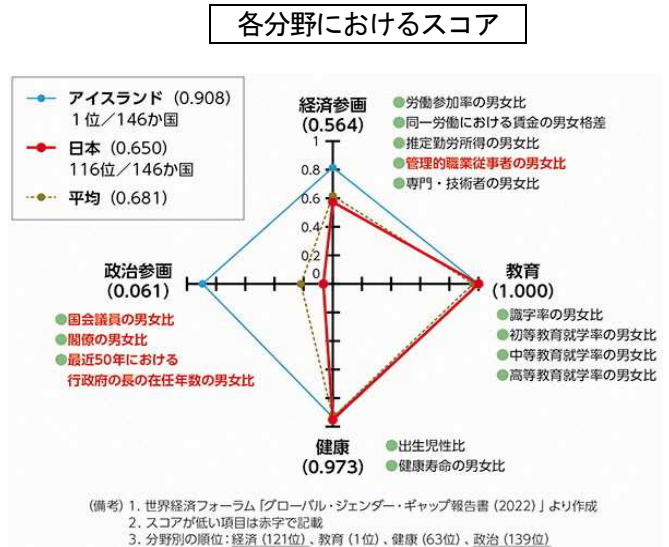 各分野におけるスコア
アイスランド (0.908)
1位／146か国
日本 (0.650)
116位／146か国
平均 (0.681)
経済参画
(0.564)
●労働参加率の男女比
●同一労働における賃金の男女格差
●推定勤労所得の男女比
●管理的職業従事者の男女比
●専門・技術者の男女比
1
0.8
0.6
0.4
0.2
0
政治参画
(0.061)
●国会議員の男女比
●閣僚の男女比
●最近50年における
行政府の長の在任年数の男女比
教育
(1.000)
●識字率の男女比
●初等教育就学率の男女比
●中等教育就学率の男女比
●高等教育就学率の男女比
健康
(0.973)
●出生児性比
●健康寿命の男女比
(備考) 1. 世界経済フォーラム「グローバル・ジェンダー・ギャップ報告書 (2022)」より作成
2. スコアが低い項目は赤字で記載
3. 分野別の順位：経済 (121位)、教育 (1位)、健康 (63位)、政治 (139位)